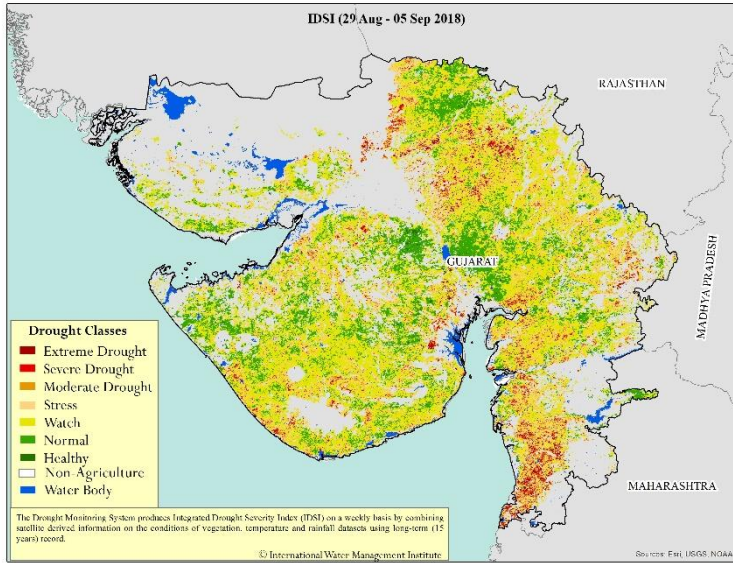 IDSI (29 Aug - 05 Sep 2018)
RAJASTHAN
GUJARAT
MADHYA PRADESH
MAHARASHTRA
Drought Classes
Extreme Drought
Severe Drought
Moderate Drought
Stress
Watch
Normal
Healthy
Non-Agriculture
Water Body
The Drought Monitoring System produces Integrated Drought Severity Index (IDSI) on a weekly basis by combining
satellite derived information on the conditions of vegetation, temperature and rainfall datasets using long-term (15
years) record.
© International Water Management Institute
Sources: Esri, USGS, NOAA